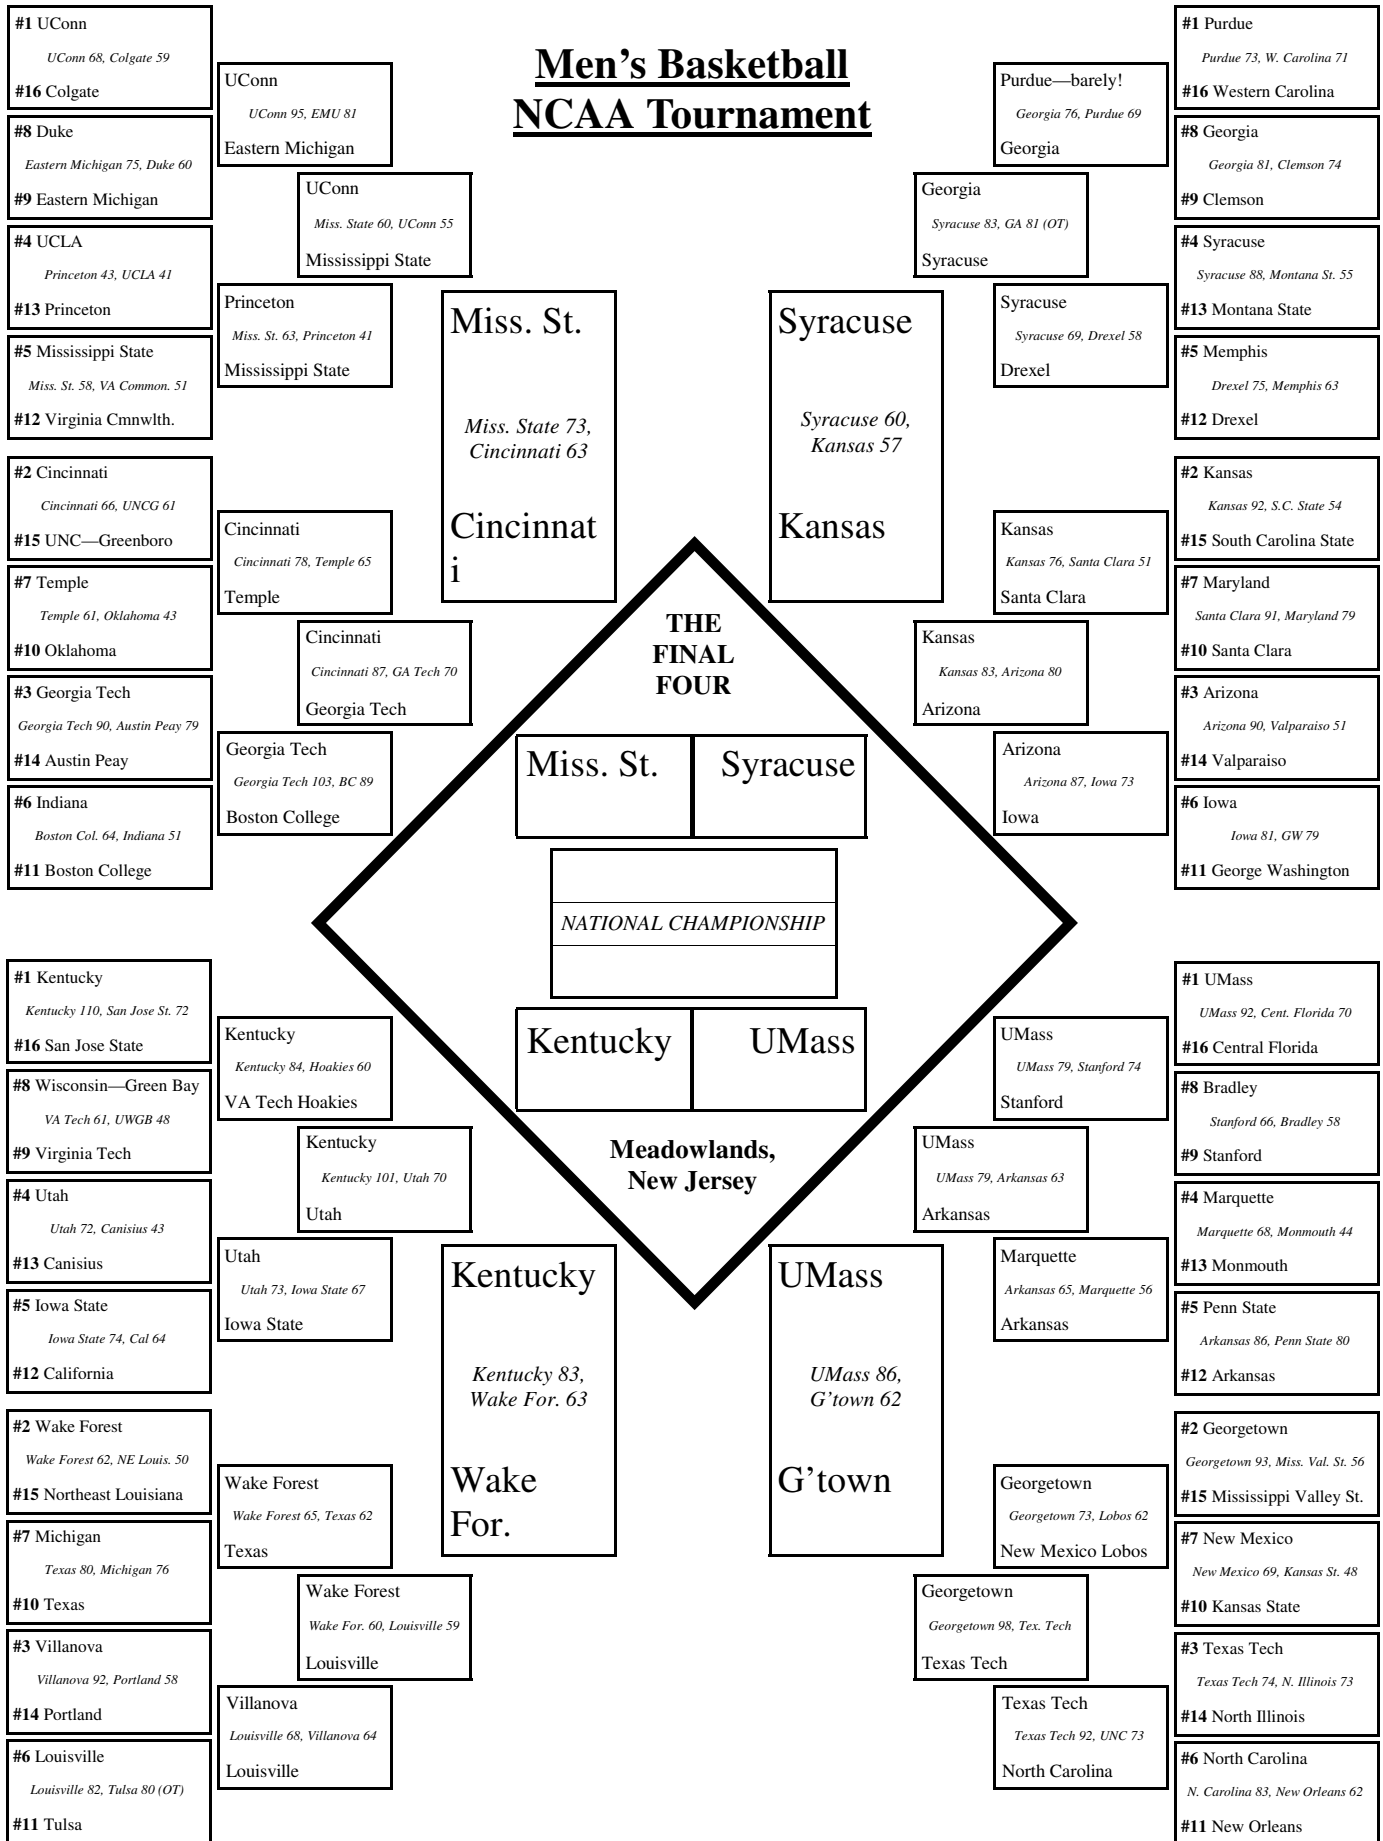 Men's Basketball
NCAA Tournament
#1 UConn
UConn 68, Colgate 59
#16 Colgate
#8 Duke
Eastern Michigan 75, Duke 60
#9 Eastern Michigan
#4 UCLA
Princeton 43, UCLA 41
#13 Princeton
#5 Mississippi State
Miss. St. 58, VA Common. 51
#12 Virginia Cmnwlth.
#2 Cincinnati
Cincinnati 66, UNCG 61
#15 UNC—Greenboro
#7 Temple
Temple 61, Oklahoma 43
#10 Oklahoma
#3 Georgia Tech
Georgia Tech 90, Austin Peay 79
#14 Austin Peay
#6 Indiana
Boston Col. 64, Indiana 51
#11 Boston College
UConn
UConn 95, EMU 81
Eastern Michigan
Princeton
Miss. St. 63, Princeton 41
Mississippi State
Cincinnati
Cincinnati 78, Temple 65
Temple
Georgia Tech
Georgia Tech 103, BC 89
Boston College
UConn
Miss. State 60, UConn 55
Mississippi State
Cincinnati
Cincinnati 87, GA Tech 70
Georgia Tech
Miss. St.
Miss. State 73,
Cincinnati 63
Cincinnat
i
Syracuse
Syracuse 60,
Kansas 57
Kansas
Georgia
Syracuse 83, GA 81 (OT)
Syracuse
Kansas
Kansas 83, Arizona 80
Arizona
Purdue—barely!
Georgia 76, Purdue 69
Georgia
Syracuse
Syracuse 69, Drexel 58
Drexel
Kansas
Kansas 76, Santa Clara 51
Santa Clara
Arizona
Arizona 87, Iowa 73
Iowa
#1 Purdue
Purdue 73, W. Carolina 71
#16 Western Carolina
#8 Georgia
Georgia 81, Clemson 74
#9 Clemson
#4 Syracuse
Syracuse 88, Montana St. 55
#13 Montana State
#5 Memphis
Drexel 75, Memphis 63
#12 Drexel
#2 Kansas
Kansas 92, S.C. State 54
#15 South Carolina State
#7 Maryland
Santa Clara 91, Maryland 79
#10 Santa Clara
#3 Arizona
Arizona 90, Valparaiso 51
#14 Valparaiso
#6 Iowa
Iowa 81, GW 79
#11 George Washington
THE
FINAL
FOUR
Miss. St.
Syracuse
NATIONAL CHAMPIONSHIP
Kentucky
UMass
Meadowlands,
New Jersey
#1 Kentucky
Kentucky 110, San Jose St. 72
#16 San Jose State
#8 Wisconsin—Green Bay
VA Tech 61, UWGB 48
#9 Virginia Tech
#4 Utah
Utah 72, Canisius 43
#13 Canisius
#5 Iowa State
Iowa State 74, Cal 64
#12 California
#2 Wake Forest
Wake Forest 62, NE Louis. 50
#15 Northeast Louisiana
#7 Michigan
Texas 80, Michigan 76
#10 Texas
#3 Villanova
Villanova 92, Portland 58
#14 Portland
#6 Louisville
Louisville 82, Tulsa 80 (OT)
#11 Tulsa
Kentucky
Kentucky 84, Hoakies 60
VA Tech Hoakies
Utah
Utah 73, Iowa State 67
Iowa State
Wake Forest
Wake Forest 65, Texas 62
Texas
Villanova
Louisville 68, Villanova 64
Louisville
Kentucky
Kentucky 101, Utah 70
Utah
Wake Forest
Wake For. 60, Louisville 59
Louisville
Kentucky
Kentucky 83,
Wake For. 63
Wake
For.
UMass
UMass 86,
G'town 62
G'town
UMass
UMass 79, Arkansas 63
Arkansas
Georgetown
Georgetown 98, Tex. Tech
Texas Tech
UMass
UMass 79, Stanford 74
Stanford
Marquette
Arkansas 65, Marquette 56
Arkansas
Georgetown
Georgetown 73, Lobos 62
New Mexico Lobos
Texas Tech
Texas Tech 92, UNC 73
North Carolina
#1 UMass
UMass 92, Cent. Florida 70
#16 Central Florida
#8 Bradley
Stanford 66, Bradley 58
#9 Stanford
#4 Marquette
Marquette 68, Monmouth 44
#13 Monmouth
#5 Penn State
Arkansas 86, Penn State 80
#12 Arkansas
#2 Georgetown
Georgetown 93, Miss. Val. St. 56
#15 Mississippi Valley St.
#7 New Mexico
New Mexico 69, Kansas St. 48
#10 Kansas State
#3 Texas Tech
Texas Tech 74, N. Illinois 73
#14 North Illinois
#6 North Carolina
N. Carolina 83, New Orleans 62
#11 New Orleans